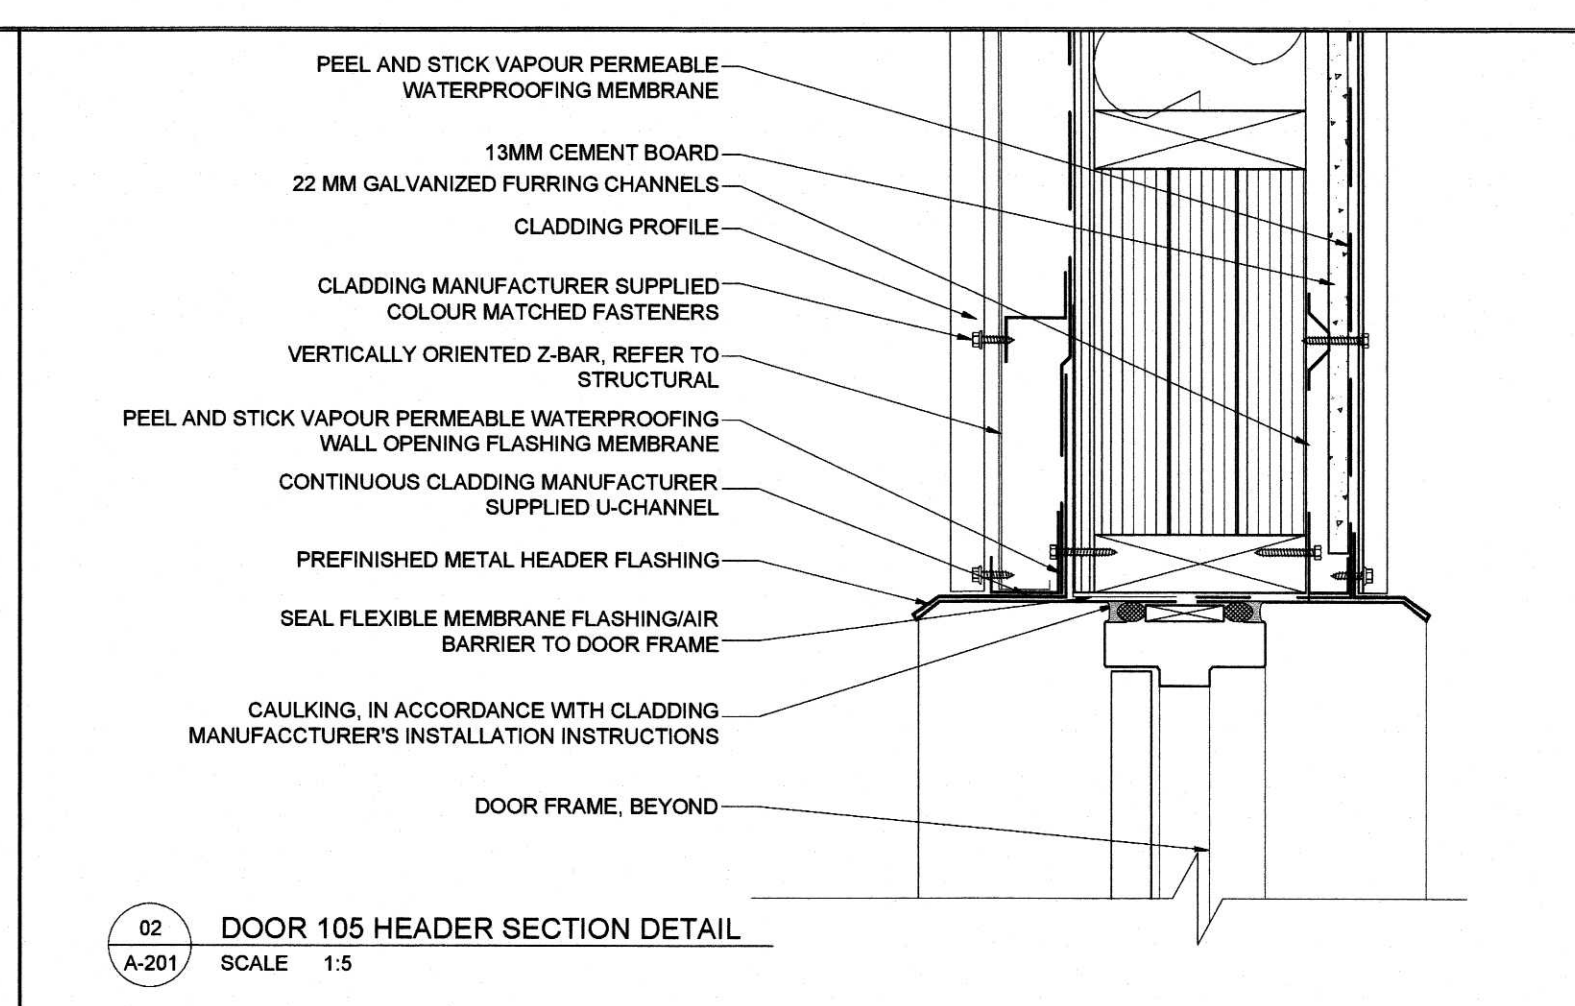 PEEL AND STICK VAPOUR PERMEABLE
WATERPROOFING MEMBRANE
13MM CEMENT BOARD
22 MM GALVANIZED FURRING CHANNELS
CLADDING PROFILE
CLADDING MANUFACTURER SUPPLIED
COLOUR MATCHED FASTENERS
VERTICALLY ORIENTED Z-BAR, REFER TO
STRUCTURAL
PEEL AND STICK VAPOUR PERMEABLE WATERPROOFING
WALL OPENING FLASHING MEMBRANE
CONTINUOUS CLADDING MANUFACTURER
SUPPLIED U-CHANNEL
PREFINISHED METAL HEADER FLASHING
SEAL FLEXIBLE MEMBRANE FLASHING/AIR
BARRIER TO DOOR FRAME
CAULKING, IN ACCORDANCE WITH CLADDING
MANUFACCTURER'S INSTALLATION INSTRUCTIONS
DOOR FRAME, BEYOND
02
DOOR 105 HEADER SECTION DETAIL
A-201
SCALE 1:5